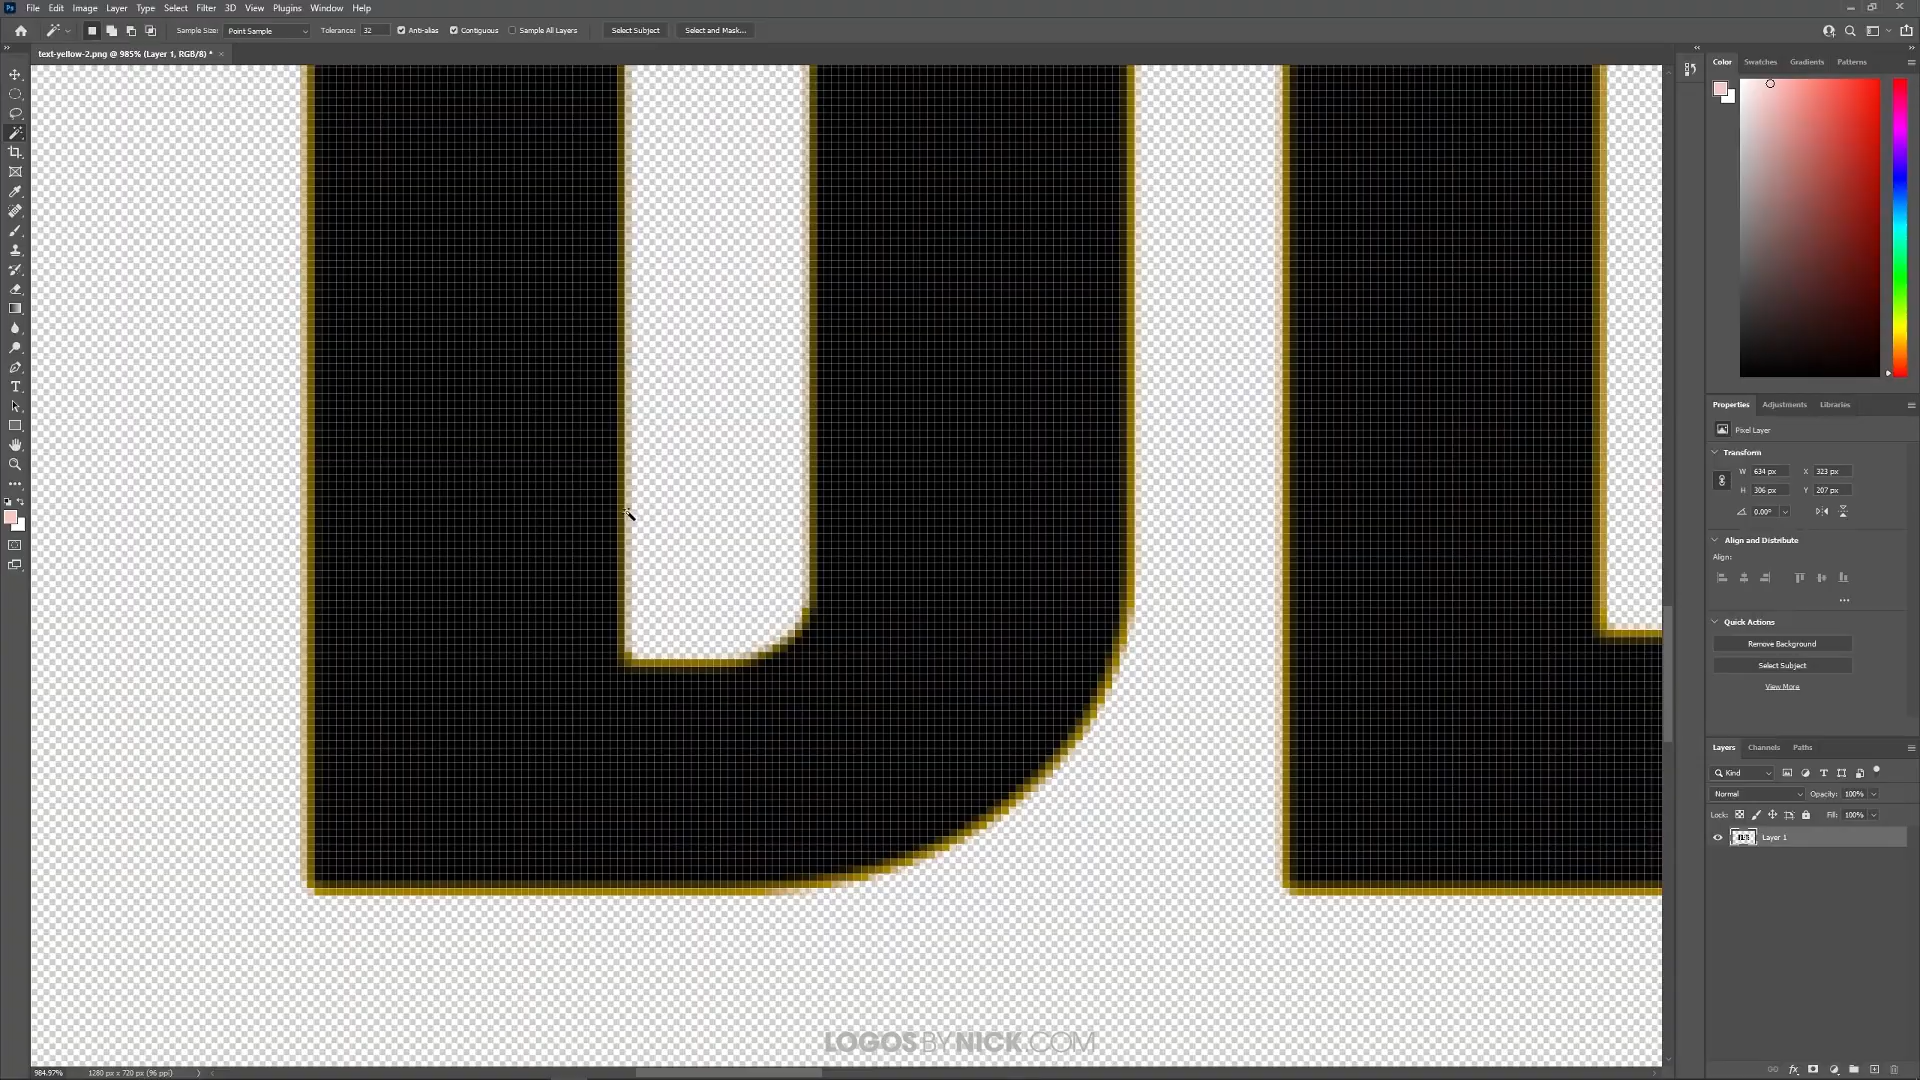 Ps File Edit Image Layer Type Select Filter 3D View Plugins Window Help
Sample Size: Point Sample Tolerance: 32 Anti-alias Contiguous Sample All Layers Select Subject Select and Mask...
text-yellow-2.png @ 985% (Layer 1, RGB/8) * ×
Color Swatches Gradients Patterns
Properties Adjustments Libraries
Pixel Layer
Transform
W 634 px X 323 px
H 306 px Y 207 px
0.00°
Align and Distribute
Align:
Quick Actions
Remove Background
Select Subject
View More
Layers Channels Paths
Kind
Normal Opacity: 100%
Lock: Fill: 100%
Layer 1
LOGOS BY NICK.COM
984.97% 1280 px x 720 px (96 ppi)